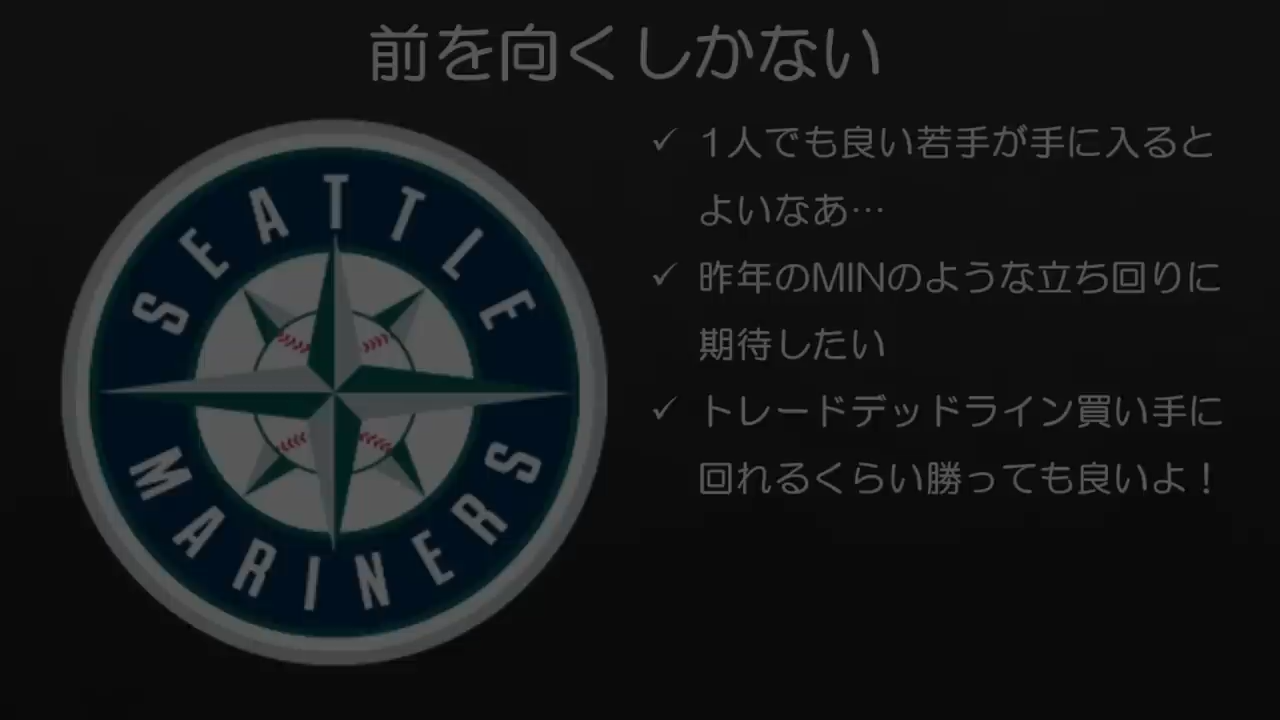 前を向くしかない
SEATTLE
MARINERS
✓ 1人でも良い若手が手に入ると
よいなあ…
✓ 昨年のMINのような立ち回りに
期待したい
✓ トレードデッドライン買い手に
回れるくらい勝っても良いよ！